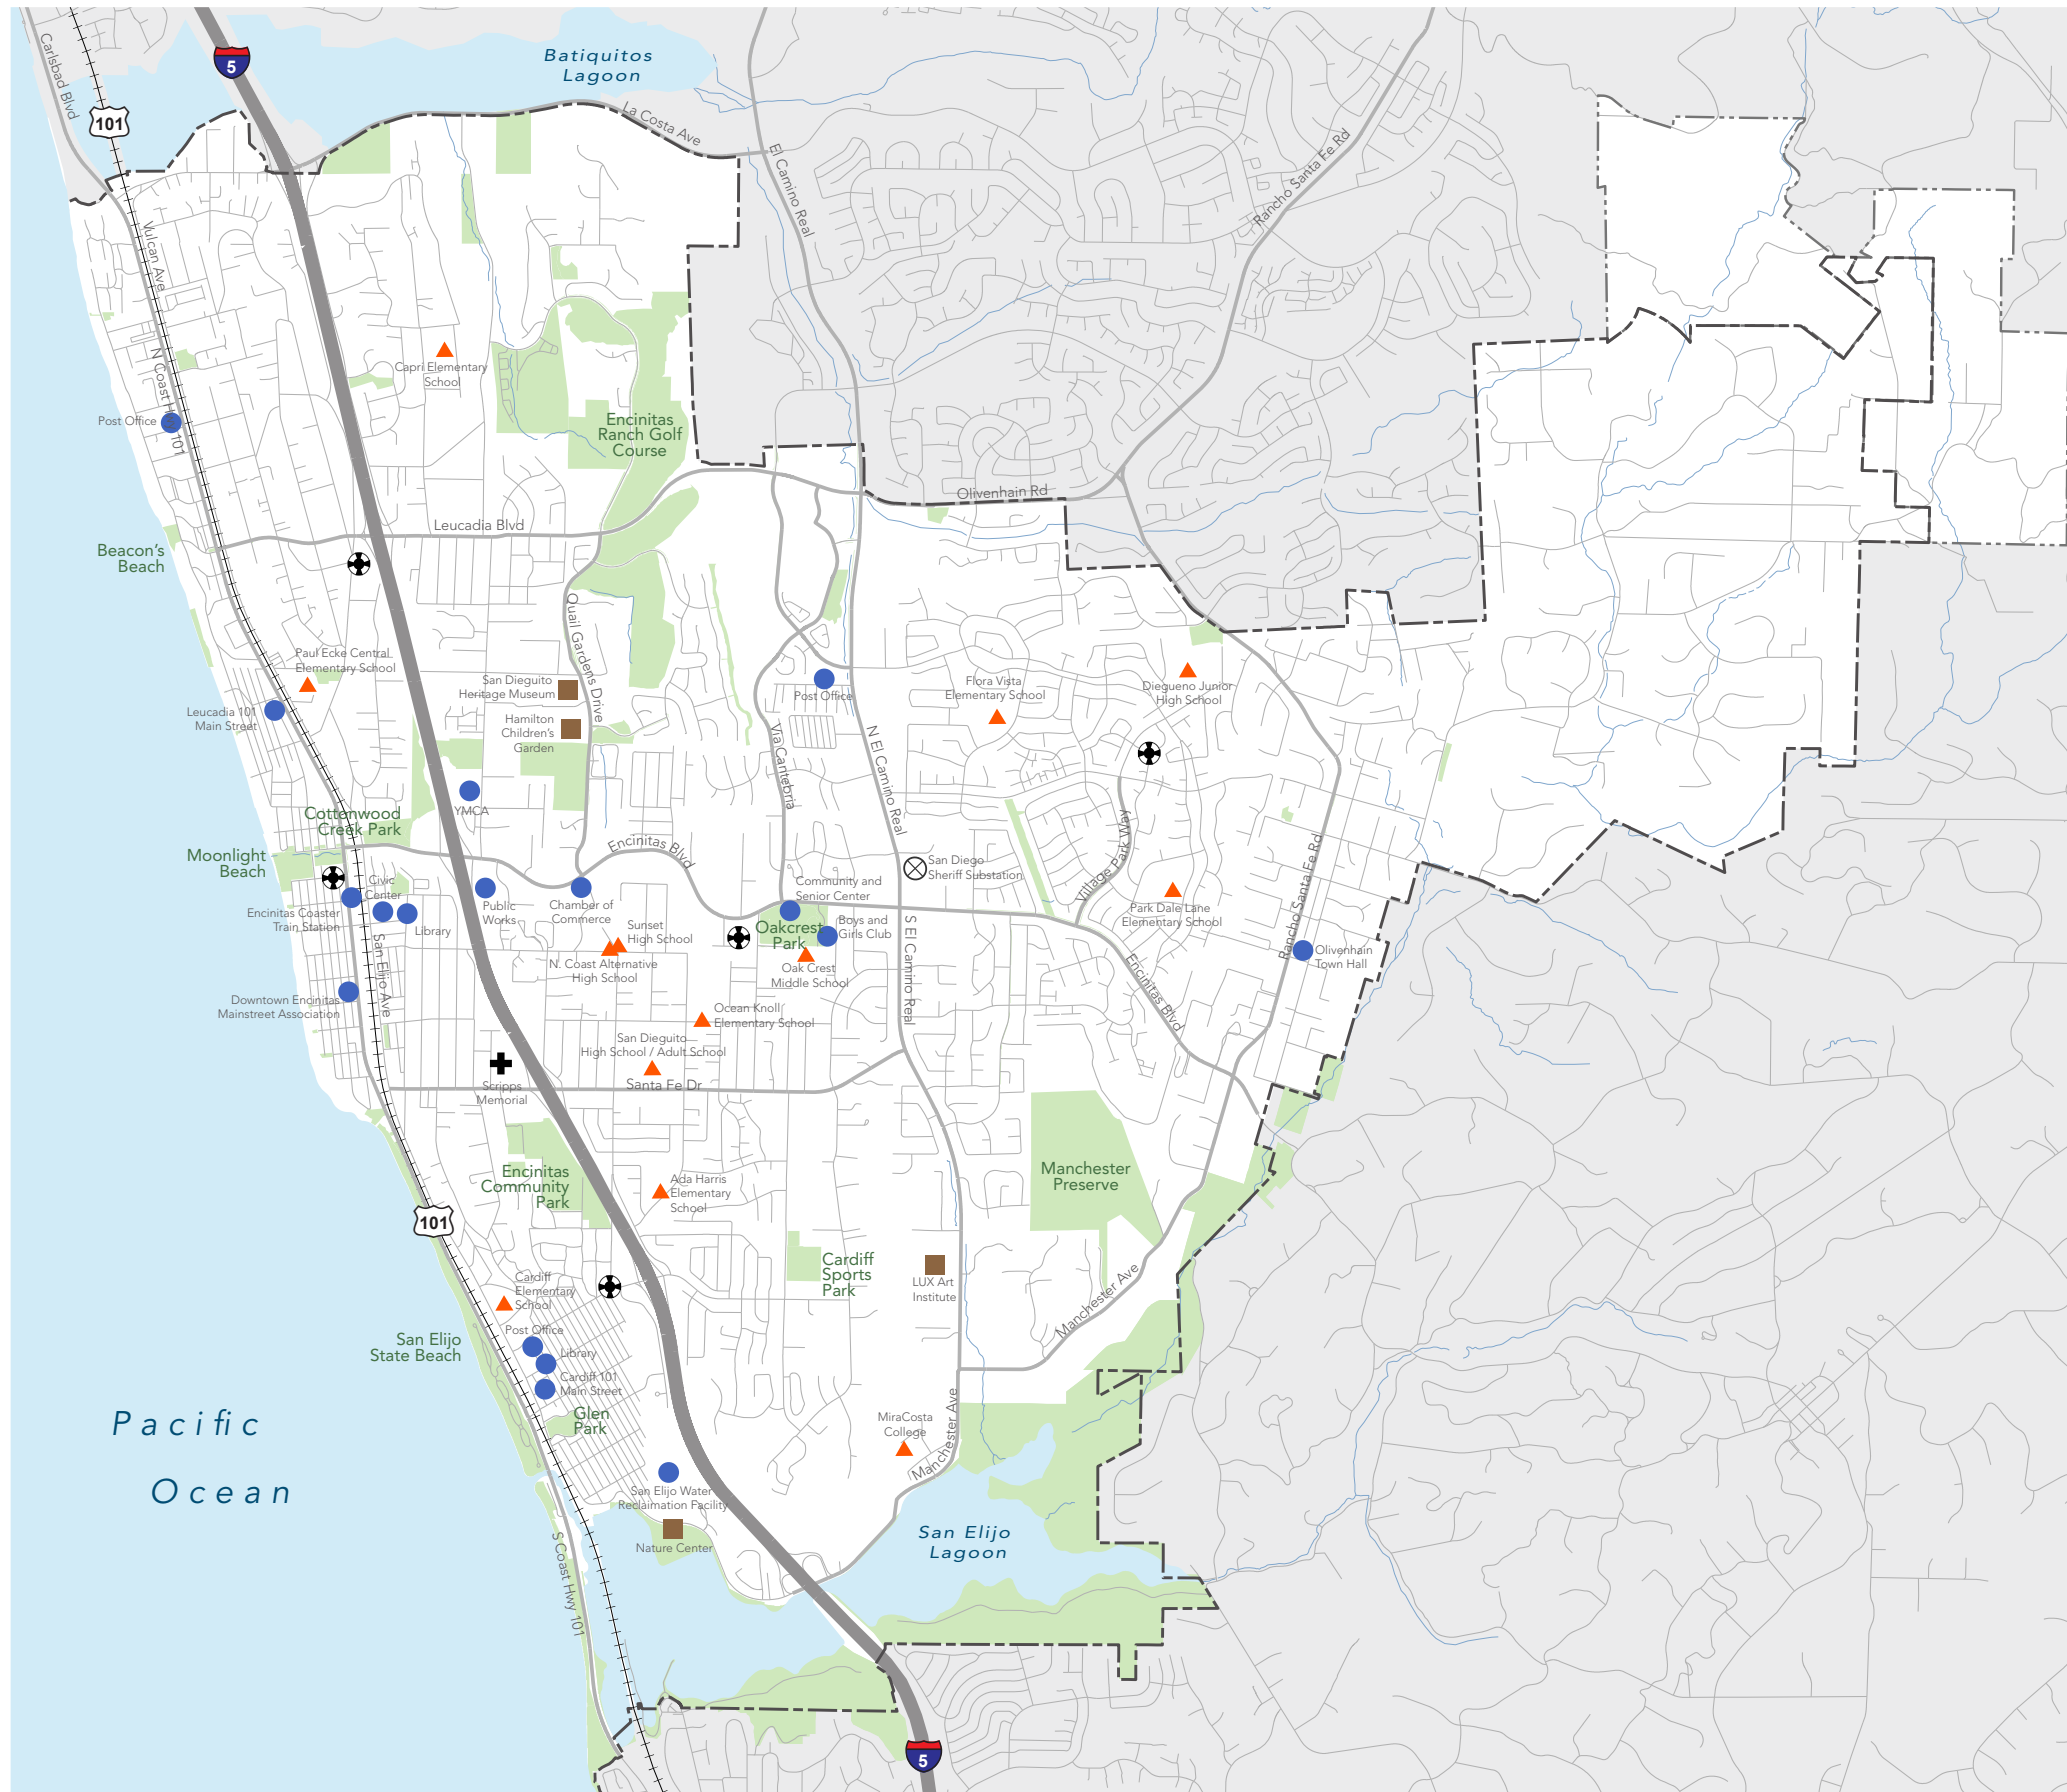 Carlsbad Blvd
5
Batiquitos
Lagoon
101
La Costa Ave
El Camino Real
Rancho Santa Fe Rd
Vulcan Ave
N Coast Hwy 101
Capri Elementary
School
Post Office
Encinitas
Ranch Golf
Course
Olivenhain Rd
Leucadia Blvd
Beacon's
Beach
Quail Gardens Drive
Paul Ecke Central
Elementary School
San Dieguito
Heritage Museum
Post Office
Flora Vista
Elementary School
Diegueno Junior
High School
Leucadia 101
Main Street
Hamilton
Children's
Garden
Via Cantebria
N El Camino Real
YMCA
Cottonwood
Creek Park
Moonlight
Beach
Encinitas Blvd
San Diego
Sheriff Substation
Village Park Way
Rancho Santa Fe Rd
Civic
Center
Encinitas Coaster
Train Station
Library
Public
Works
Chamber of
Commerce
Community and
Senior Center
Boys and
Girls Club
Oakcrest
Park
Park Dale Lane
Elementary School
Sunset
High School
N. Coast Alternative
High School
Oak Crest
Middle School
S El Camino Real
Encinitas Blvd
Olivenhain
Town Hall
San Elijo Ave
Downtown Encinitas
Mainstreet Association
Ocean Knoll
Elementary School
San Dieguito
High School / Adult School
Santa Fe Dr
Scripps
Memorial
Encinitas
Community
Park
Ada Harris
Elementary
School
Manchester
Preserve
101
Cardiff
Sports
Park
LUX Art
Institute
Manchester Ave
Cardiff
Elementary
School
San Elijo
State Beach
Post Office
Library
Cardiff 101
Main Street
Glen
Park
MiraCosta
College
Manchester Ave
Pacific
Ocean
San Elijo Water
Reclamation Facility
Nature Center
San Elijo
Lagoon
S Coast Hwy 101
5